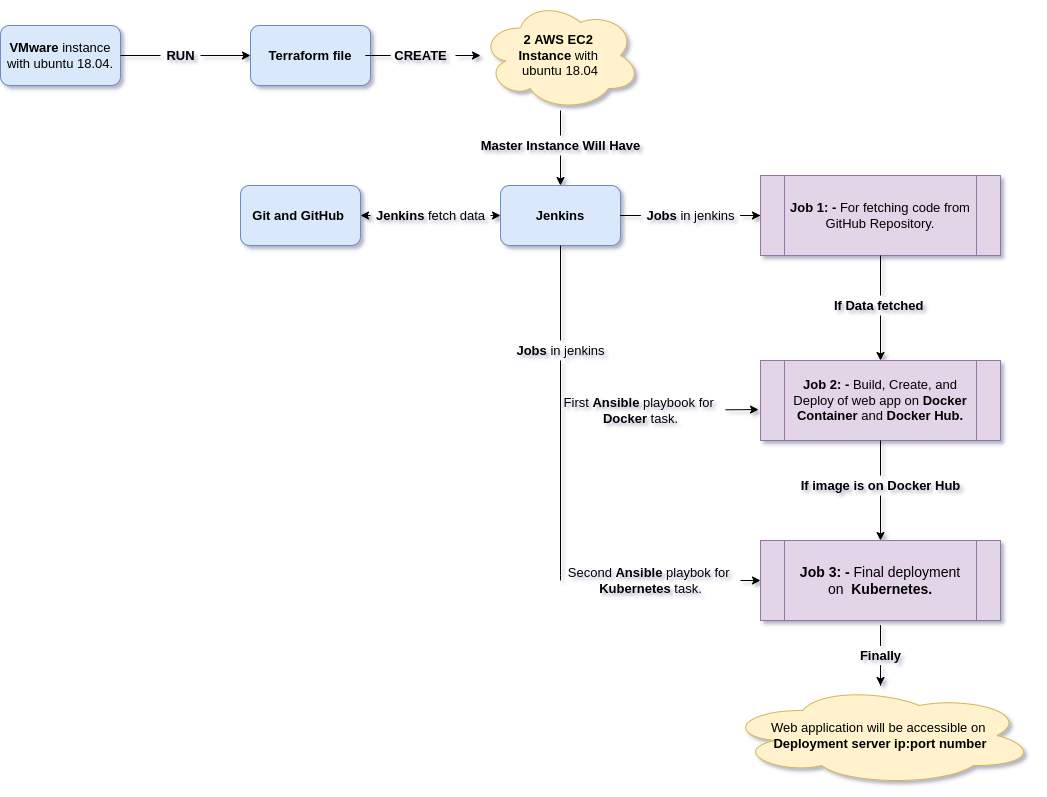 VMware instance
with ubuntu 18.04.
RUN
Terraform file
CREATE
2 AWS EC2
Instance with
ubuntu 18.04
Master Instance Will Have
Git and GitHub
Jenkins fetch data
Jenkins
Jobs in jenkins
Job 1: - For fetching code from
GitHub Repository.
If Data fetched
Jobs in jenkins
First Ansible playbook for
Docker task.
Job 2: - Build, Create, and
Deploy of web app on Docker
Container and Docker Hub.
If image is on Docker Hub
Second Ansible playbok for
Kubernetes task.
Job 3: - Final deployment
on Kubernetes.
Finally
Web application will be accessible on
Deployment server ip:port number